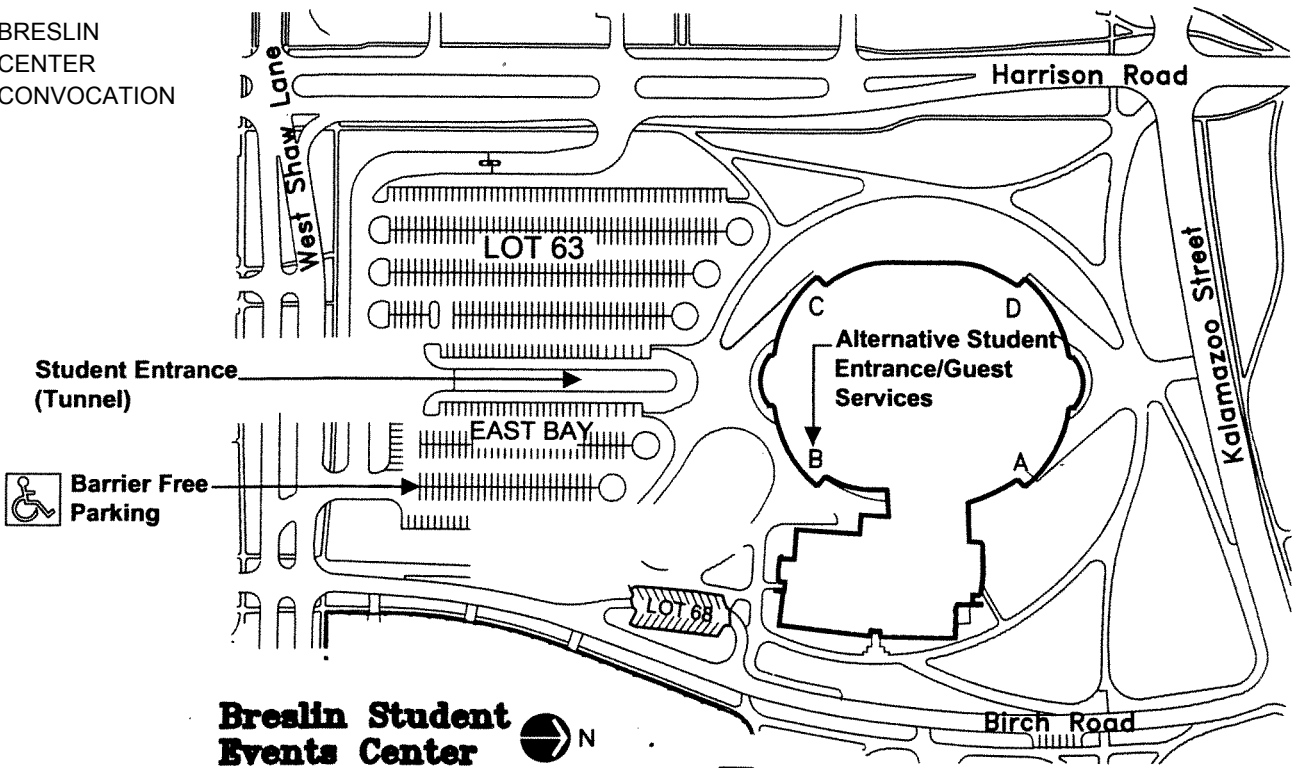 BRESLIN
CENTER
CONVOCATION
West Shaw Lane
Harrison Road
Kalamazoo Street
LOT 63
C
D
Alternative Student
Entrance/Guest
Services
Student Entrance
(Tunnel)
EAST BAY
B
A
Barrier Free
Parking
LOT 68
Birch Road
Breslin Student
Events Center
N